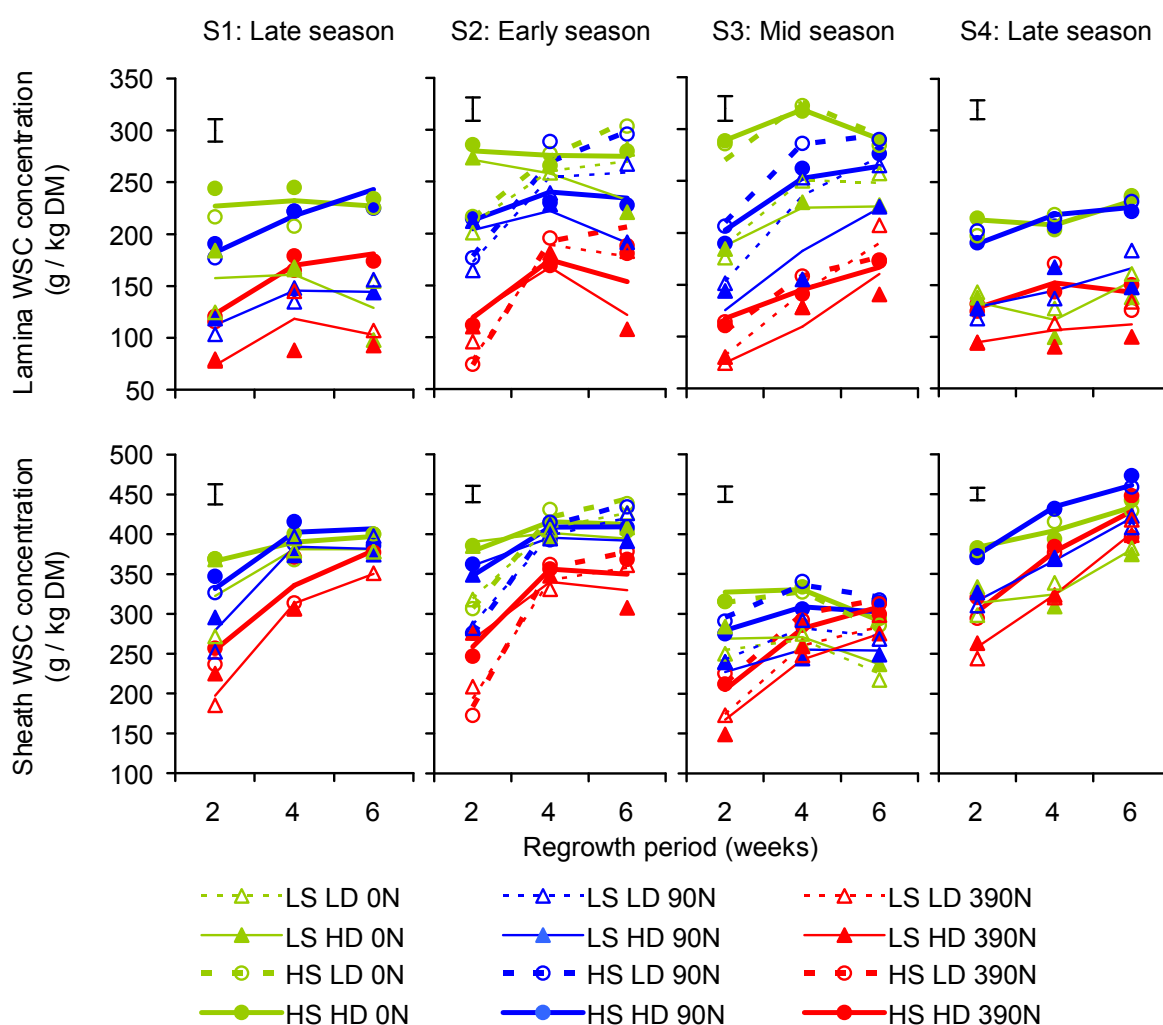 S1: Late season S2: Early season S3: Mid season S4: Late season
Lamina WSC concentration
(g / kg DM)
350
300
250
200
150
100
50
Sheath WSC concentration
(g / kg DM)
500
450
400
350
300
250
200
150
100
2 4 6 2 4 6 2 4 6 2 4 6
Regrowth period (weeks)
LS LD 0N LS LD 90N LS LD 390N
LS HD 0N LS HD 90N LS HD 390N
HS LD 0N HS LD 90N HS LD 390N
HS HD 0N HS HD 90N HS HD 390N